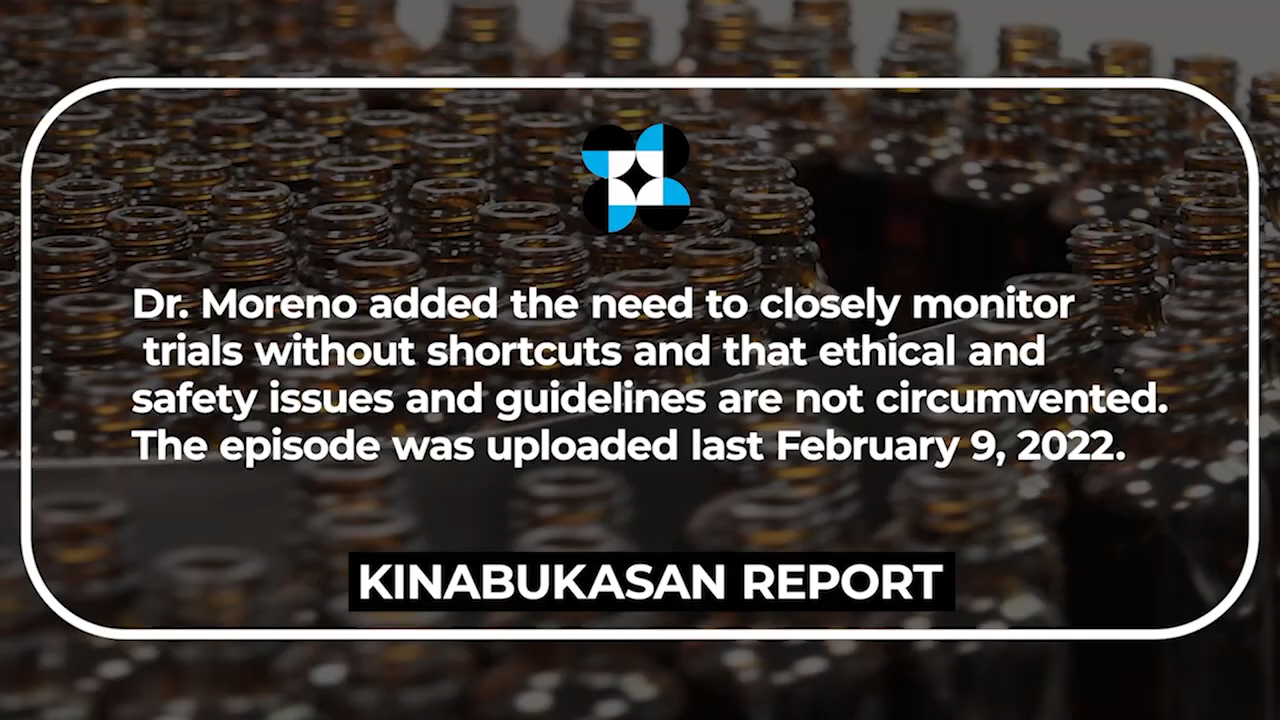 Dr. Moreno added the need to closely monitor
trials without shortcuts and that ethical and
safety issues and guidelines are not circumvented.
The episode was uploaded last February 9, 2022.
KINABUKASAN REPORT